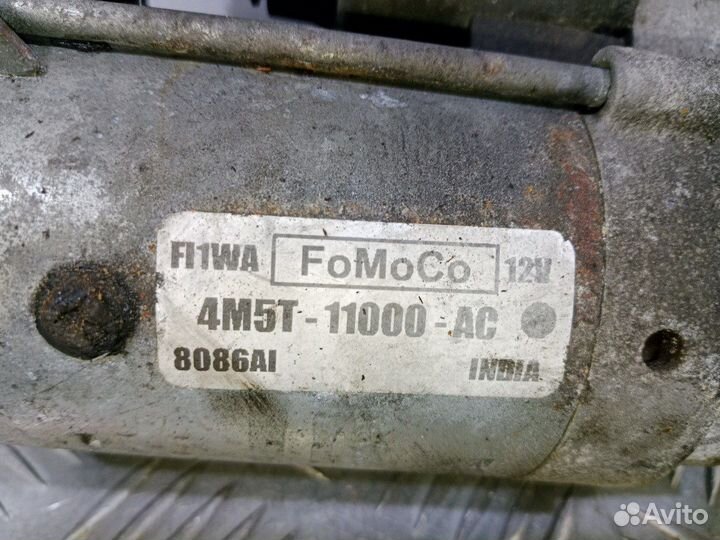 FI1WA FoMoCo 12V
4M5T-11000-AC
8086AI INDIA
Avito